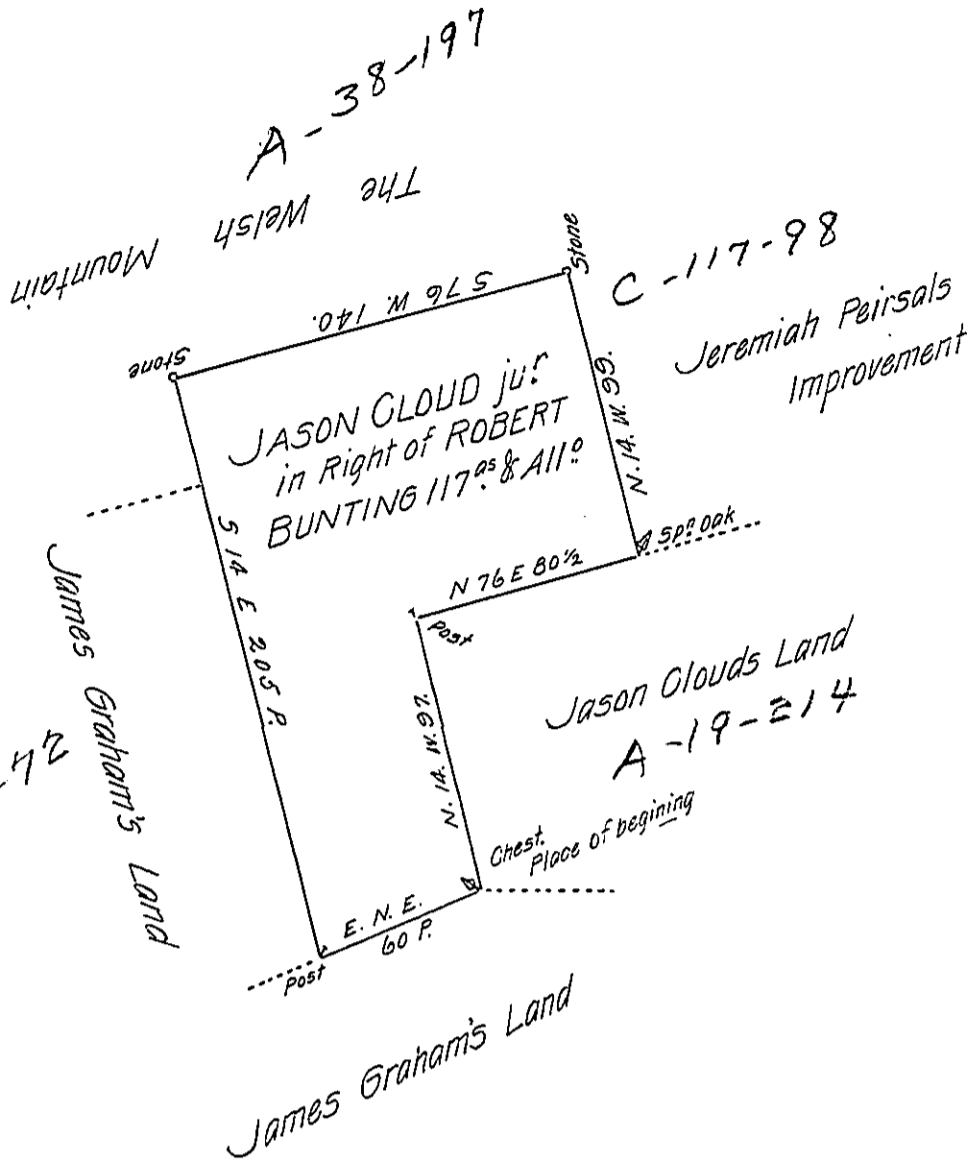 A-38-197
The Welsh Mountain
Stone
S 76 W. 140.
Stone
C-117-98
Jeremiah Peirsals
Improvement
JASON CLOUD jur.
in Right of ROBERT
BUNTING 117as. & Allo.
N. 14. W. 99.
Spn. Oak
N 76 E 80½
Post
S 14 E 205 P.
James Graham's Land
Jason Clouds Land
A-19-214
N. 14. W. 97.
Chest.
Place of begining
E. N. E.
60 P.
Post
James Graham's Land